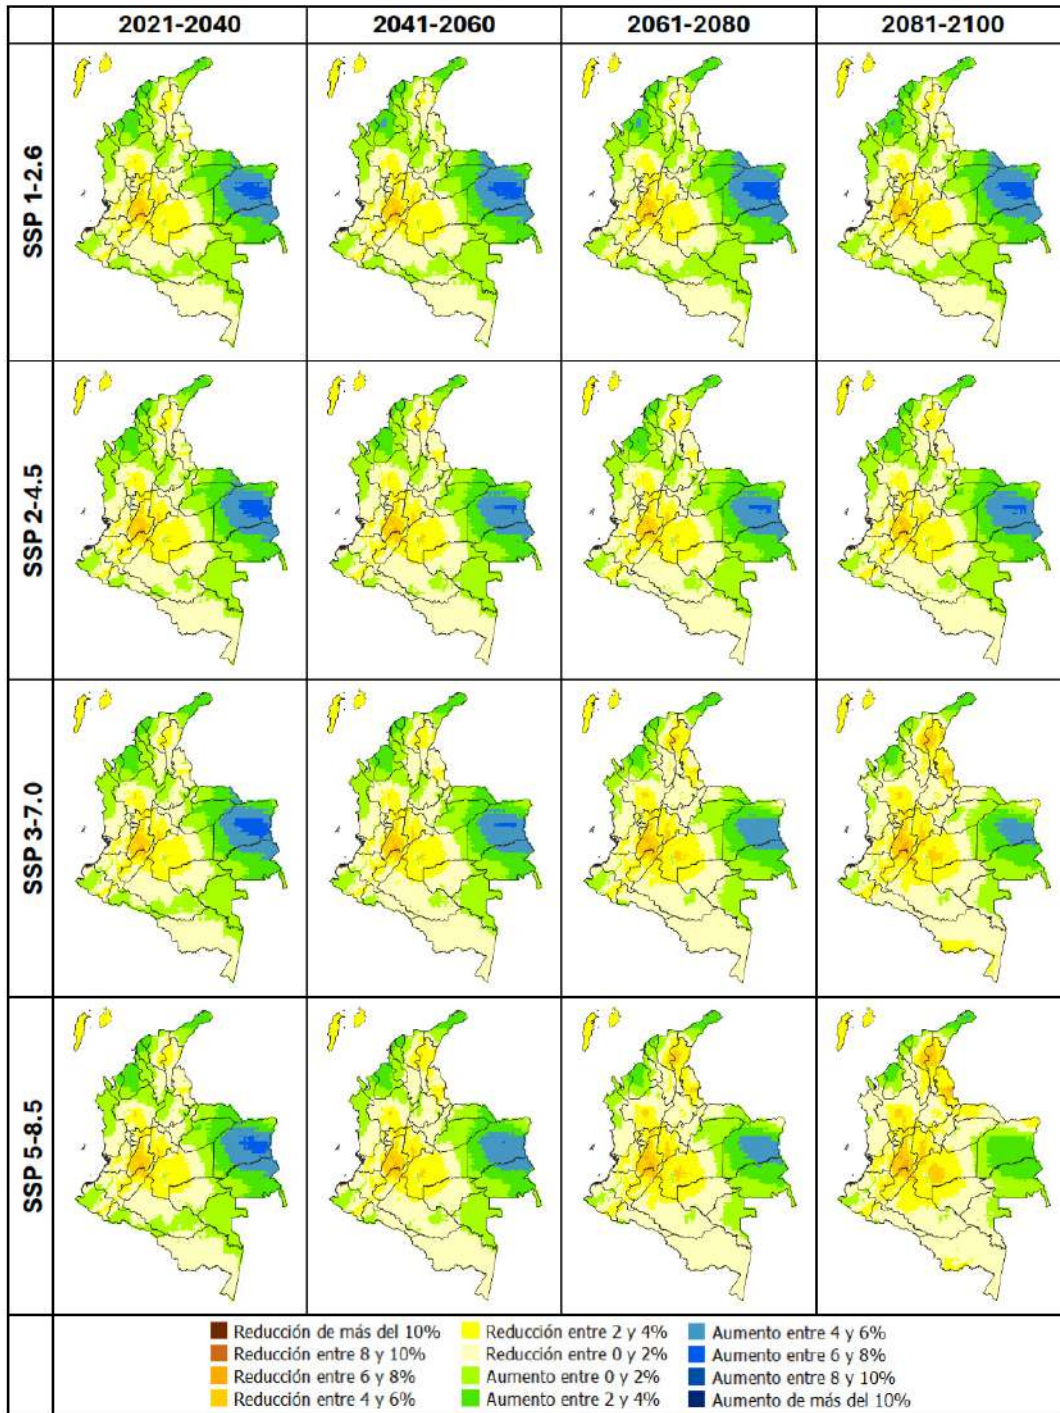 2021-2040 2041-2060 2061-2080 2081-2100
SSP 1-2.6
SSP 2-4.5
SSP 3-7.0
SSP 5-8.5
Reducción de más del 10% Reducción entre 2 y 4% Aumento entre 4 y 6%
Reducción entre 8 y 10% Reducción entre 0 y 2% Aumento entre 6 y 8%
Reducción entre 6 y 8% Aumento entre 0 y 2% Aumento entre 8 y 10%
Reducción entre 4 y 6% Aumento entre 2 y 4% Aumento de más del 10%